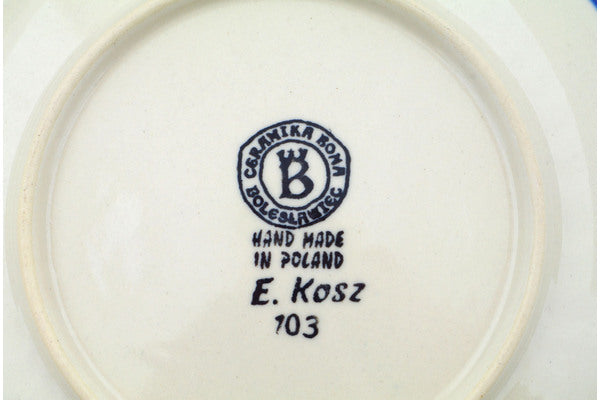 CERAMIKA BONA
B
BOLESŁAWIEC
HAND MADE
IN POLAND
E. Kosz
103